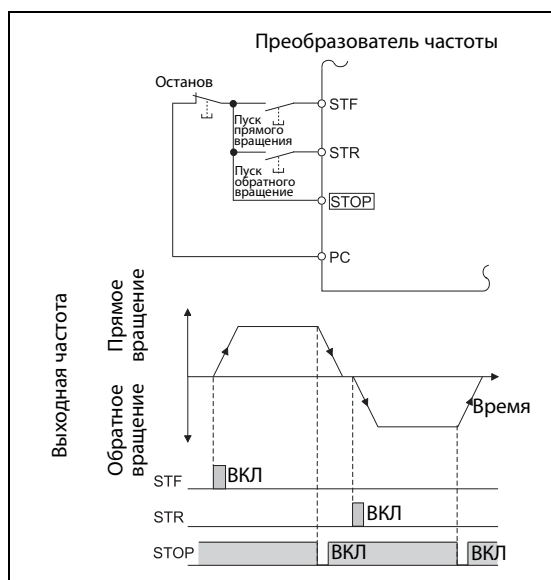 Преобразователь частоты
Останов
STF
Пуск
прямого
вращения
STR
Пуск
обратного
вращение
STOP
PC
Выходная частота
Прямое
вращение
Обратное
вращение
Время
STF
ВКЛ
STR
ВКЛ
STOP
ВКЛ
ВКЛ